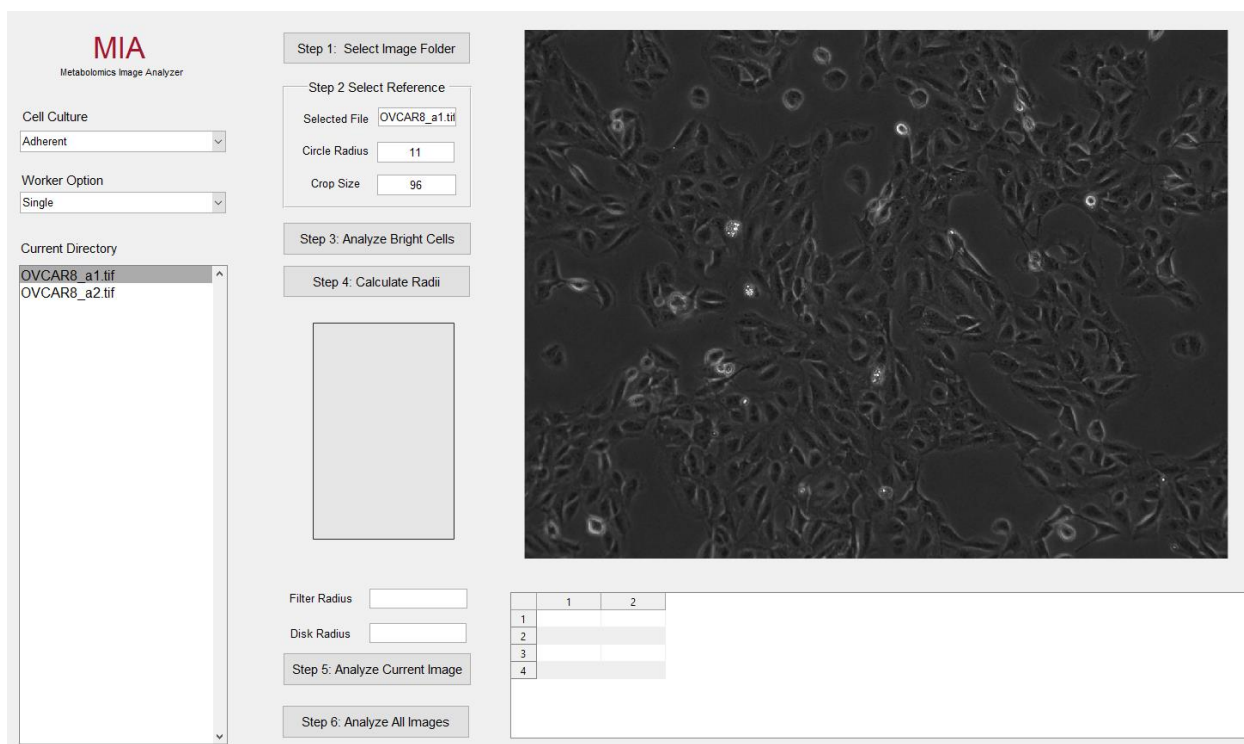 MIA
Metabolomics Image Analyzer
Cell Culture
Adherent
Worker Option
Single
Current Directory
OVCAR8_a1.tif
OVCAR8_a2.tif
Step 1: Select Image Folder
Step 2 Select Reference
Selected File OVCAR8_a1.tif
Circle Radius 11
Crop Size 96
Step 3: Analyze Bright Cells
Step 4: Calculate Radii
Filter Radius
Disk Radius
Step 5: Analyze Current Image
Step 6: Analyze All Images
1 2
1
2
3
4